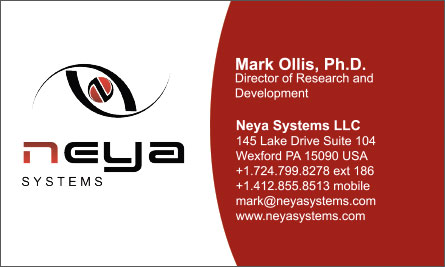 neya
SYSTEMS
Mark Ollis, Ph.D.
Director of Research and
Development
Neya Systems LLC
145 Lake Drive Suite 104
Wexford PA 15090 USA
+1.724.799.8278 ext 186
+1.412.855.8513 mobile
mark@neyasystems.com
www.neyasystems.com